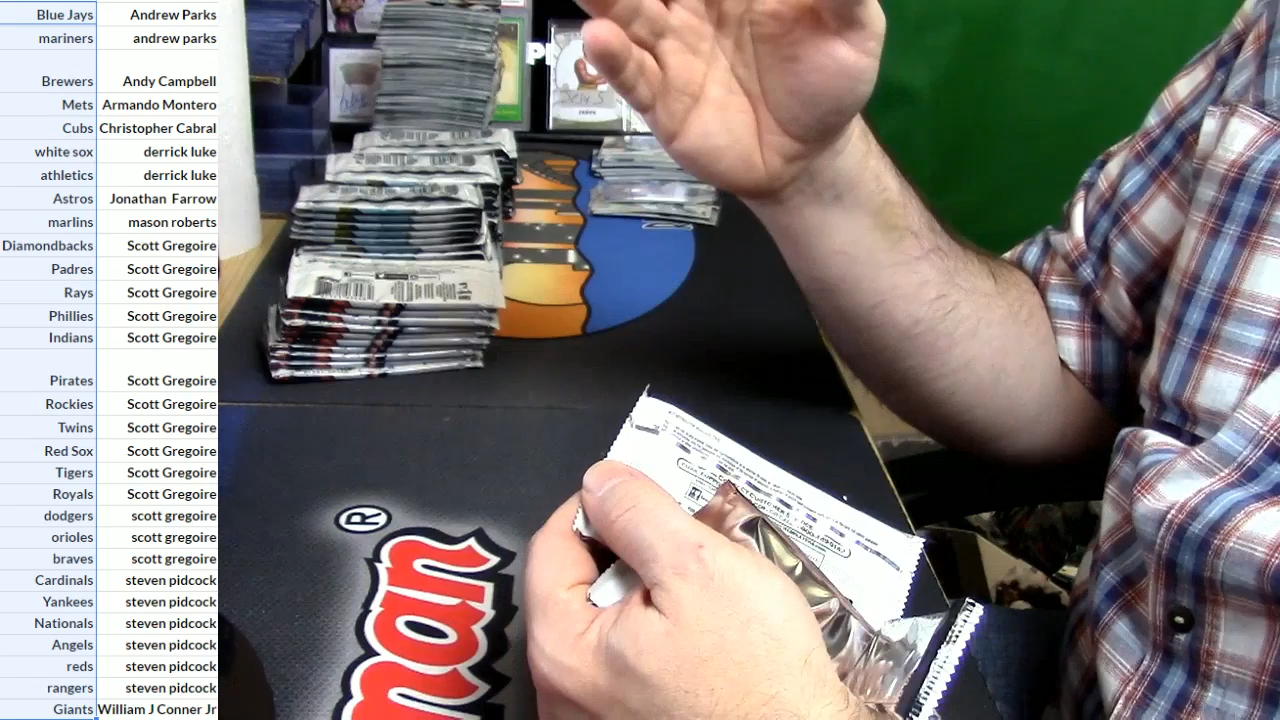 Blue Jays Andrew Parks
mariners andrew parks
Brewers Andy Campbell
Mets Armando Montero
Cubs Christopher Cabral
white sox derrick luke
athletics derrick luke
Astros Jonathan Farrow
marlins mason roberts
Diamondbacks Scott Gregoire
Padres Scott Gregoire
Rays Scott Gregoire
Phillies Scott Gregoire
Indians Scott Gregoire
Pirates Scott Gregoire
Rockies Scott Gregoire
Twins Scott Gregoire
Red Sox Scott Gregoire
Tigers Scott Gregoire
Royals Scott Gregoire
dodgers scott gregoire
orioles scott gregoire
braves scott gregoire
Cardinals steven pidcock
Yankees steven pidcock
Nationals steven pidcock
Angels steven pidcock
reds steven pidcock
rangers steven pidcock
Giants William J Conner Jr
man ®